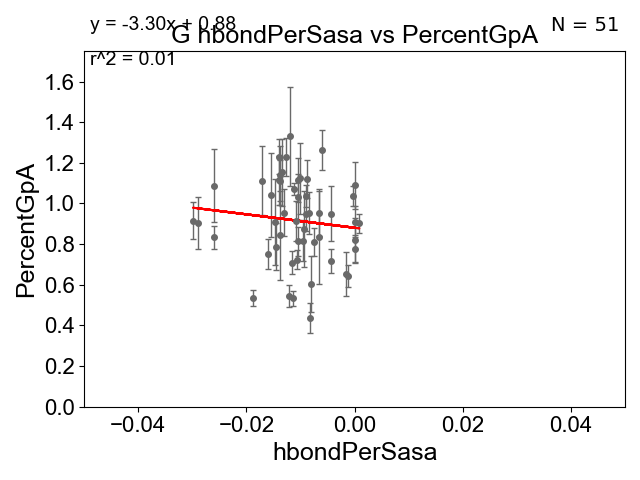 y = -3.30x + 0.88
N = 51
G hbondPerSasa vs PercentGpA
r^2 = 0.01
PercentGpA
1.6
1.4
1.2
1.0
0.8
0.6
0.4
0.2
0.0
−0.04 −0.02 0.00 0.02 0.04
hbondPerSasa